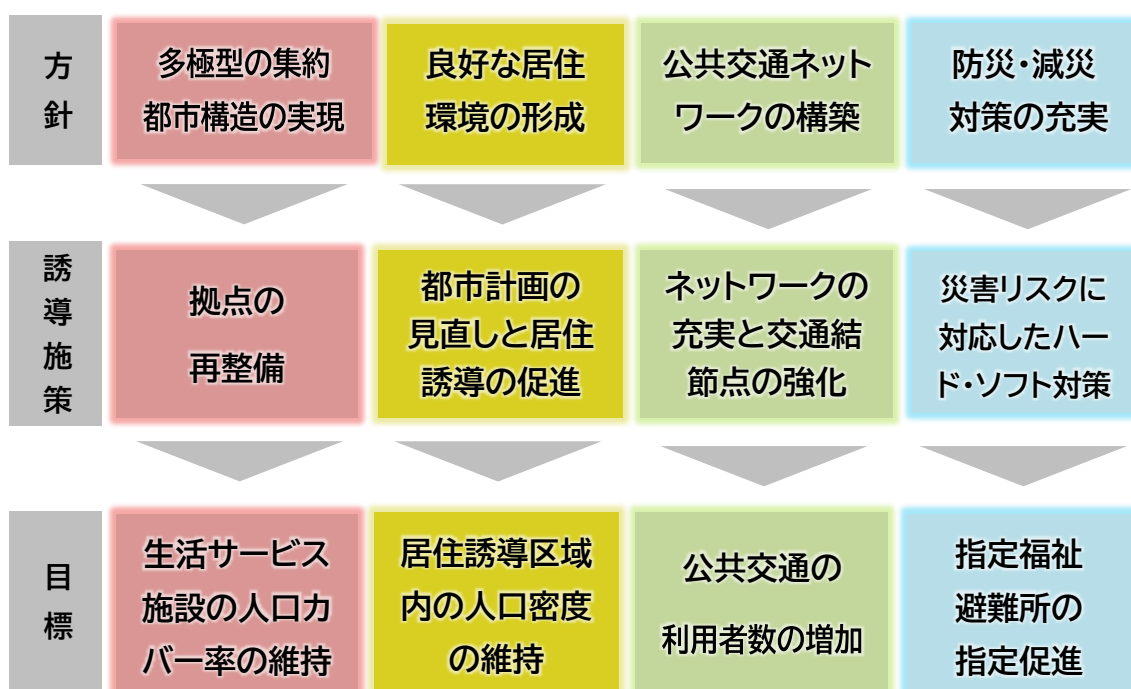 方針
多極型の集約
都市構造の実現
良好な居住
環境の形成
公共交通ネット
ワークの構築
防災・減災
対策の充実
誘導施策
拠点の
再整備
都市計画の
見直しと居住
誘導の促進
ネットワークの
充実と交通結
節点の強化
災害リスクに
対応したハー
ド・ソフト対策
目標
生活サービス
施設の人口カ
バー率の維持
居住誘導区域
内の人口密度
の維持
公共交通の
利用者数の増加
指定福祉
避難所の
指定促進